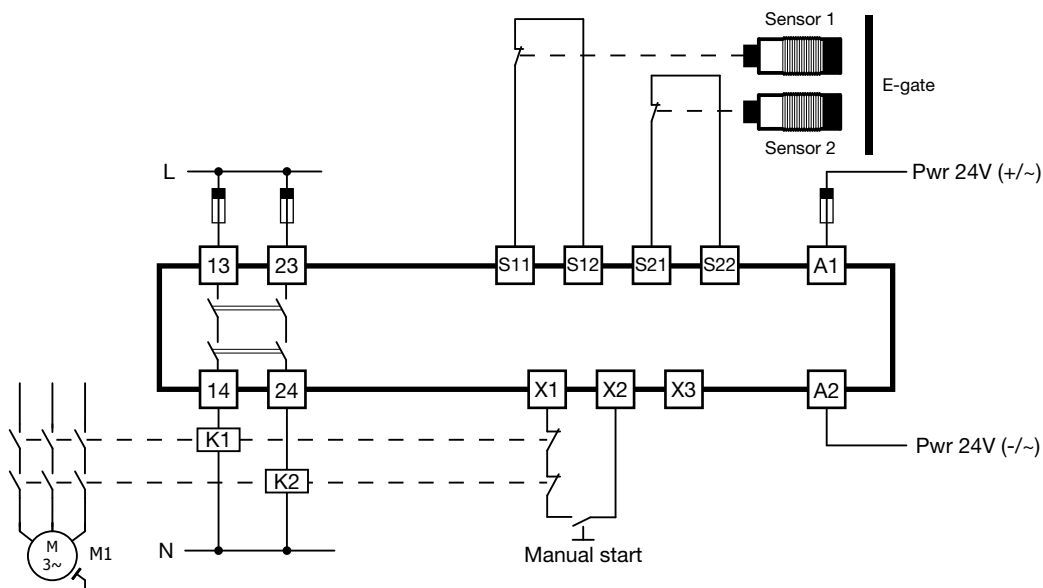 Sensor 1
E-gate
Sensor 2
L
Pwr 24V (+/~)
13 23 S11 S12 S21 S22 A1
14 24 X1 X2 X3 A2
K1
Pwr 24V (-/~)
K2
M
3~
M1
N
Manual start